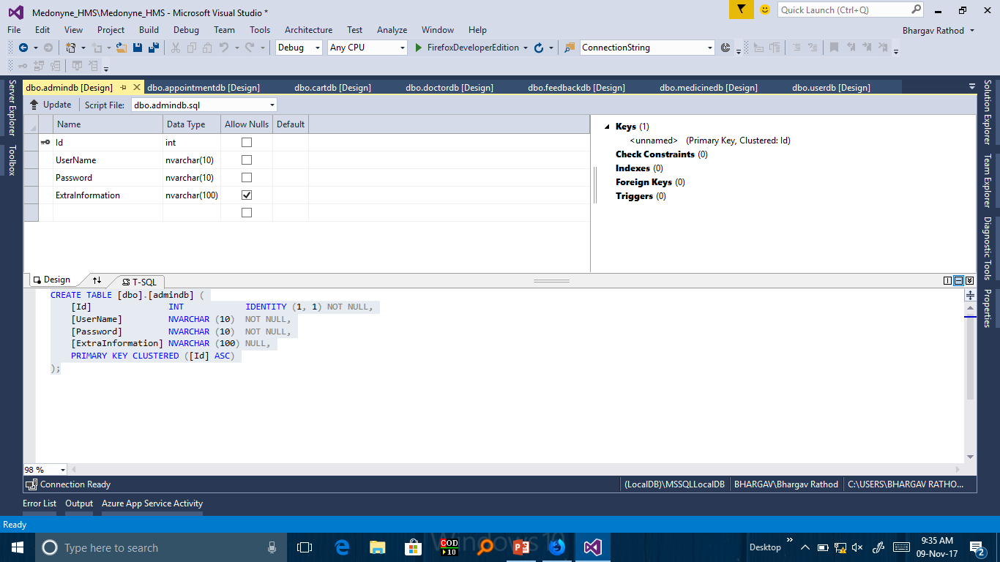 Medonyne_HMS\Medonyne_HMS - Microsoft Visual Studio *
Quick Launch (Ctrl+Q)
File Edit View Project Build Debug Team Tools Architecture Test Analyze Window Help
Bhargav Rathod
Debug Any CPU FirefoxDeveloperEdition ConnectionString
Server Explorer
Toolbox
dbo.admindb [Design] dbo.appointmentdb [Design] dbo.cartdb [Design] dbo.doctordb [Design] dbo.feedbackdb [Design] dbo.medicinedb [Design] dbo.userdb [Design]
Update Script File: dbo.admindb.sql
Name Data Type Allow Nulls Default
Id int
UserName nvarchar(10)
Password nvarchar(10)
ExtraInformation nvarchar(100)
Keys (1)
<unnamed> (Primary Key, Clustered: Id)
Check Constraints (0)
Indexes (0)
Foreign Keys (0)
Triggers (0)
Solution Explorer
Team Explorer
Diagnostic Tools
Properties
Design T-SQL
CREATE TABLE [dbo].[admindb] (
[Id] INT IDENTITY (1, 1) NOT NULL,
[UserName] NVARCHAR (10) NOT NULL,
[Password] NVARCHAR (10) NOT NULL,
[ExtraInformation] NVARCHAR (100) NULL,
PRIMARY KEY CLUSTERED ([Id] ASC)
);
98 %
Connection Ready (LocalDB)\MSSQLLocalDB BHARGAV\Bhargav Rathod C:\USERS\BHARGAV RATHO...
Error List Output Azure App Service Activity
Ready
Type here to search
COD
10
Windows 10
Desktop
9:35 AM
09-Nov-17
2